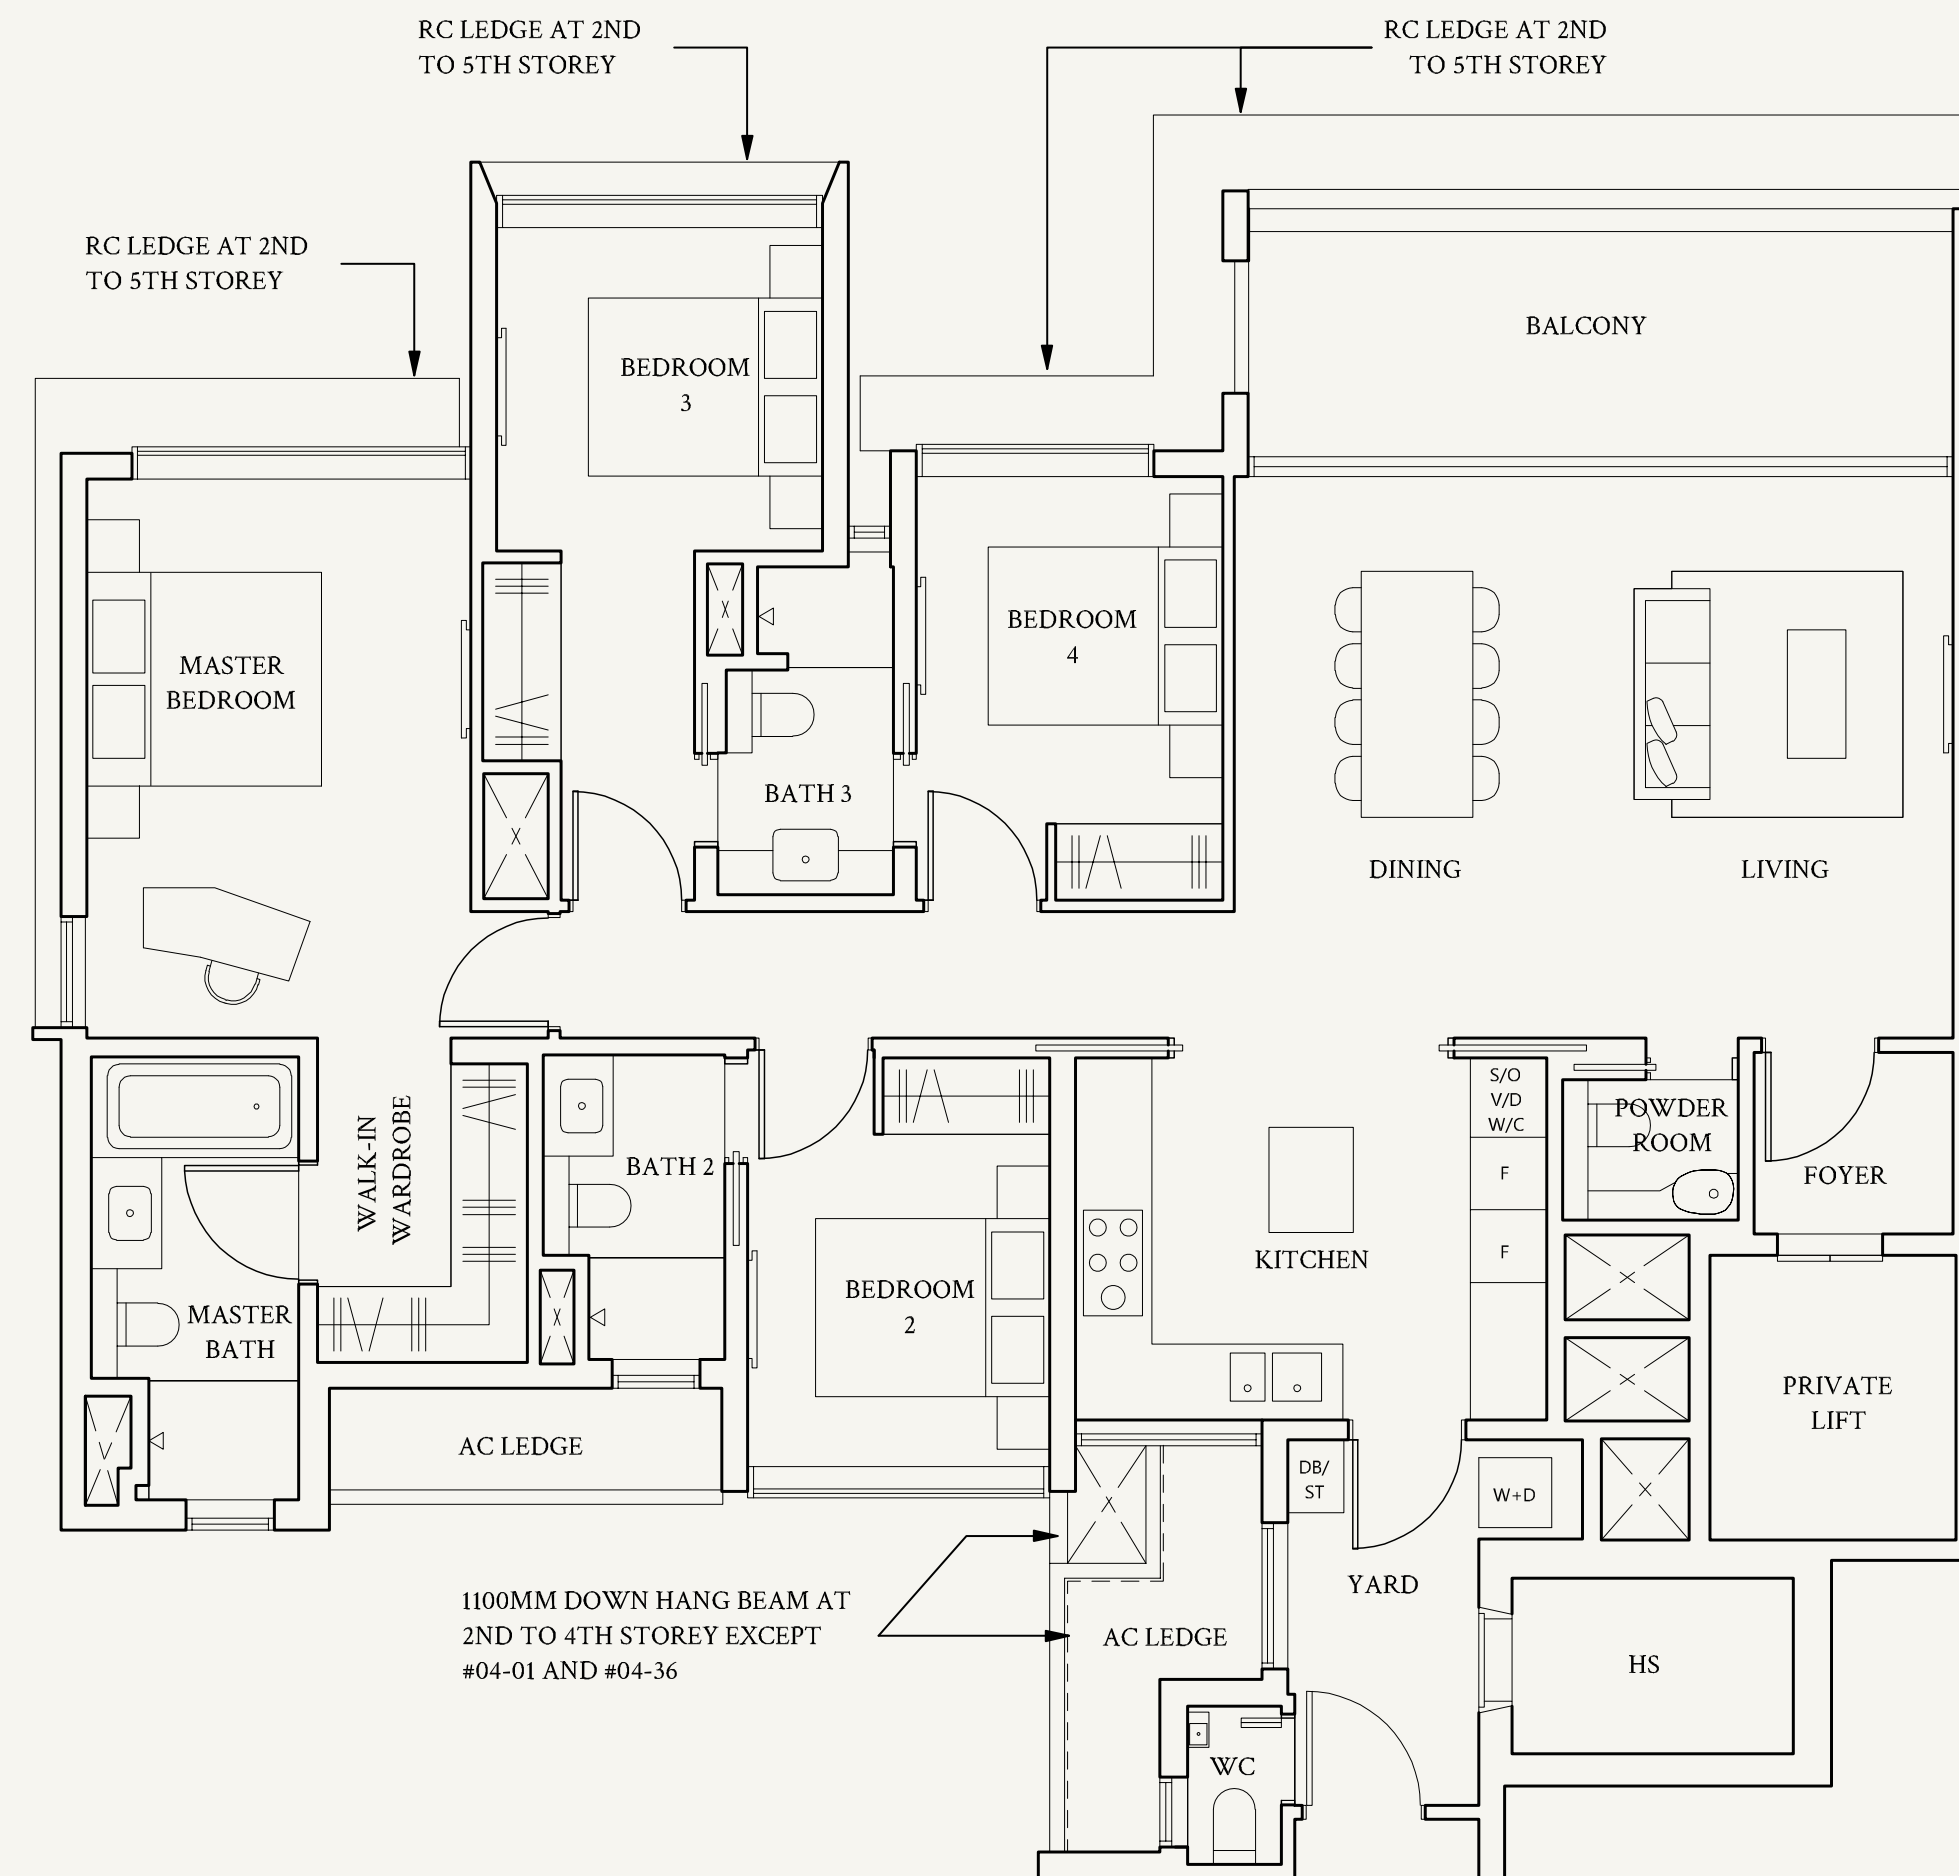 RC LEDGE AT 2ND
TO 5TH STOREY
RC LEDGE AT 2ND
TO 5TH STOREY
RC LEDGE AT 2ND
TO 5TH STOREY
BALCONY
BEDROOM
3
BEDROOM
4
MASTER
BEDROOM
BATH 3
DINING
LIVING
S/O
V/D
W/C
F
F
POWDER
ROOM
FOYER
WALK-IN
WARDROBE
BATH 2
KITCHEN
BEDROOM
2
MASTER
BATH
PRIVATE
LIFT
AC LEDGE
DB/
ST
W+D
YARD
1100MM DOWN HANG BEAM AT
2ND TO 4TH STOREY EXCEPT
#04-01 AND #04-36
AC LEDGE
HS
WC